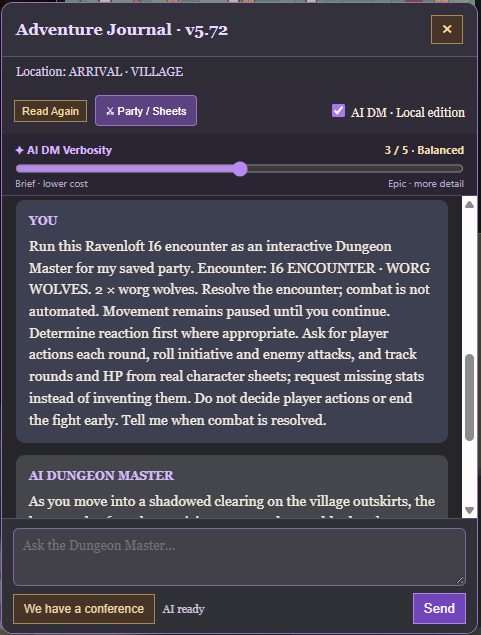 Adventure Journal · v5.72
×
Location: ARRIVAL · VILLAGE
Read Again
⚔ Party / Sheets
AI DM · Local edition
✦ AI DM Verbosity
3 / 5 · Balanced
Brief · lower cost
Epic · more detail
YOU
Run this Ravenloft I6 encounter as an interactive Dungeon
Master for my saved party. Encounter: I6 ENCOUNTER · WORG
WOLVES. 2 × worg wolves. Resolve the encounter; combat is not
automated. Movement remains paused until you continue.
Determine reaction first where appropriate. Ask for player
actions each round, roll initiative and enemy attacks, and track
rounds and HP from real character sheets; request missing stats
instead of inventing them. Do not decide player actions or end
the fight early. Tell me when combat is resolved.
AI DUNGEON MASTER
As you move into a shadowed clearing on the village outskirts, the
Ask the Dungeon Master...
We have a conference
AI ready
Send